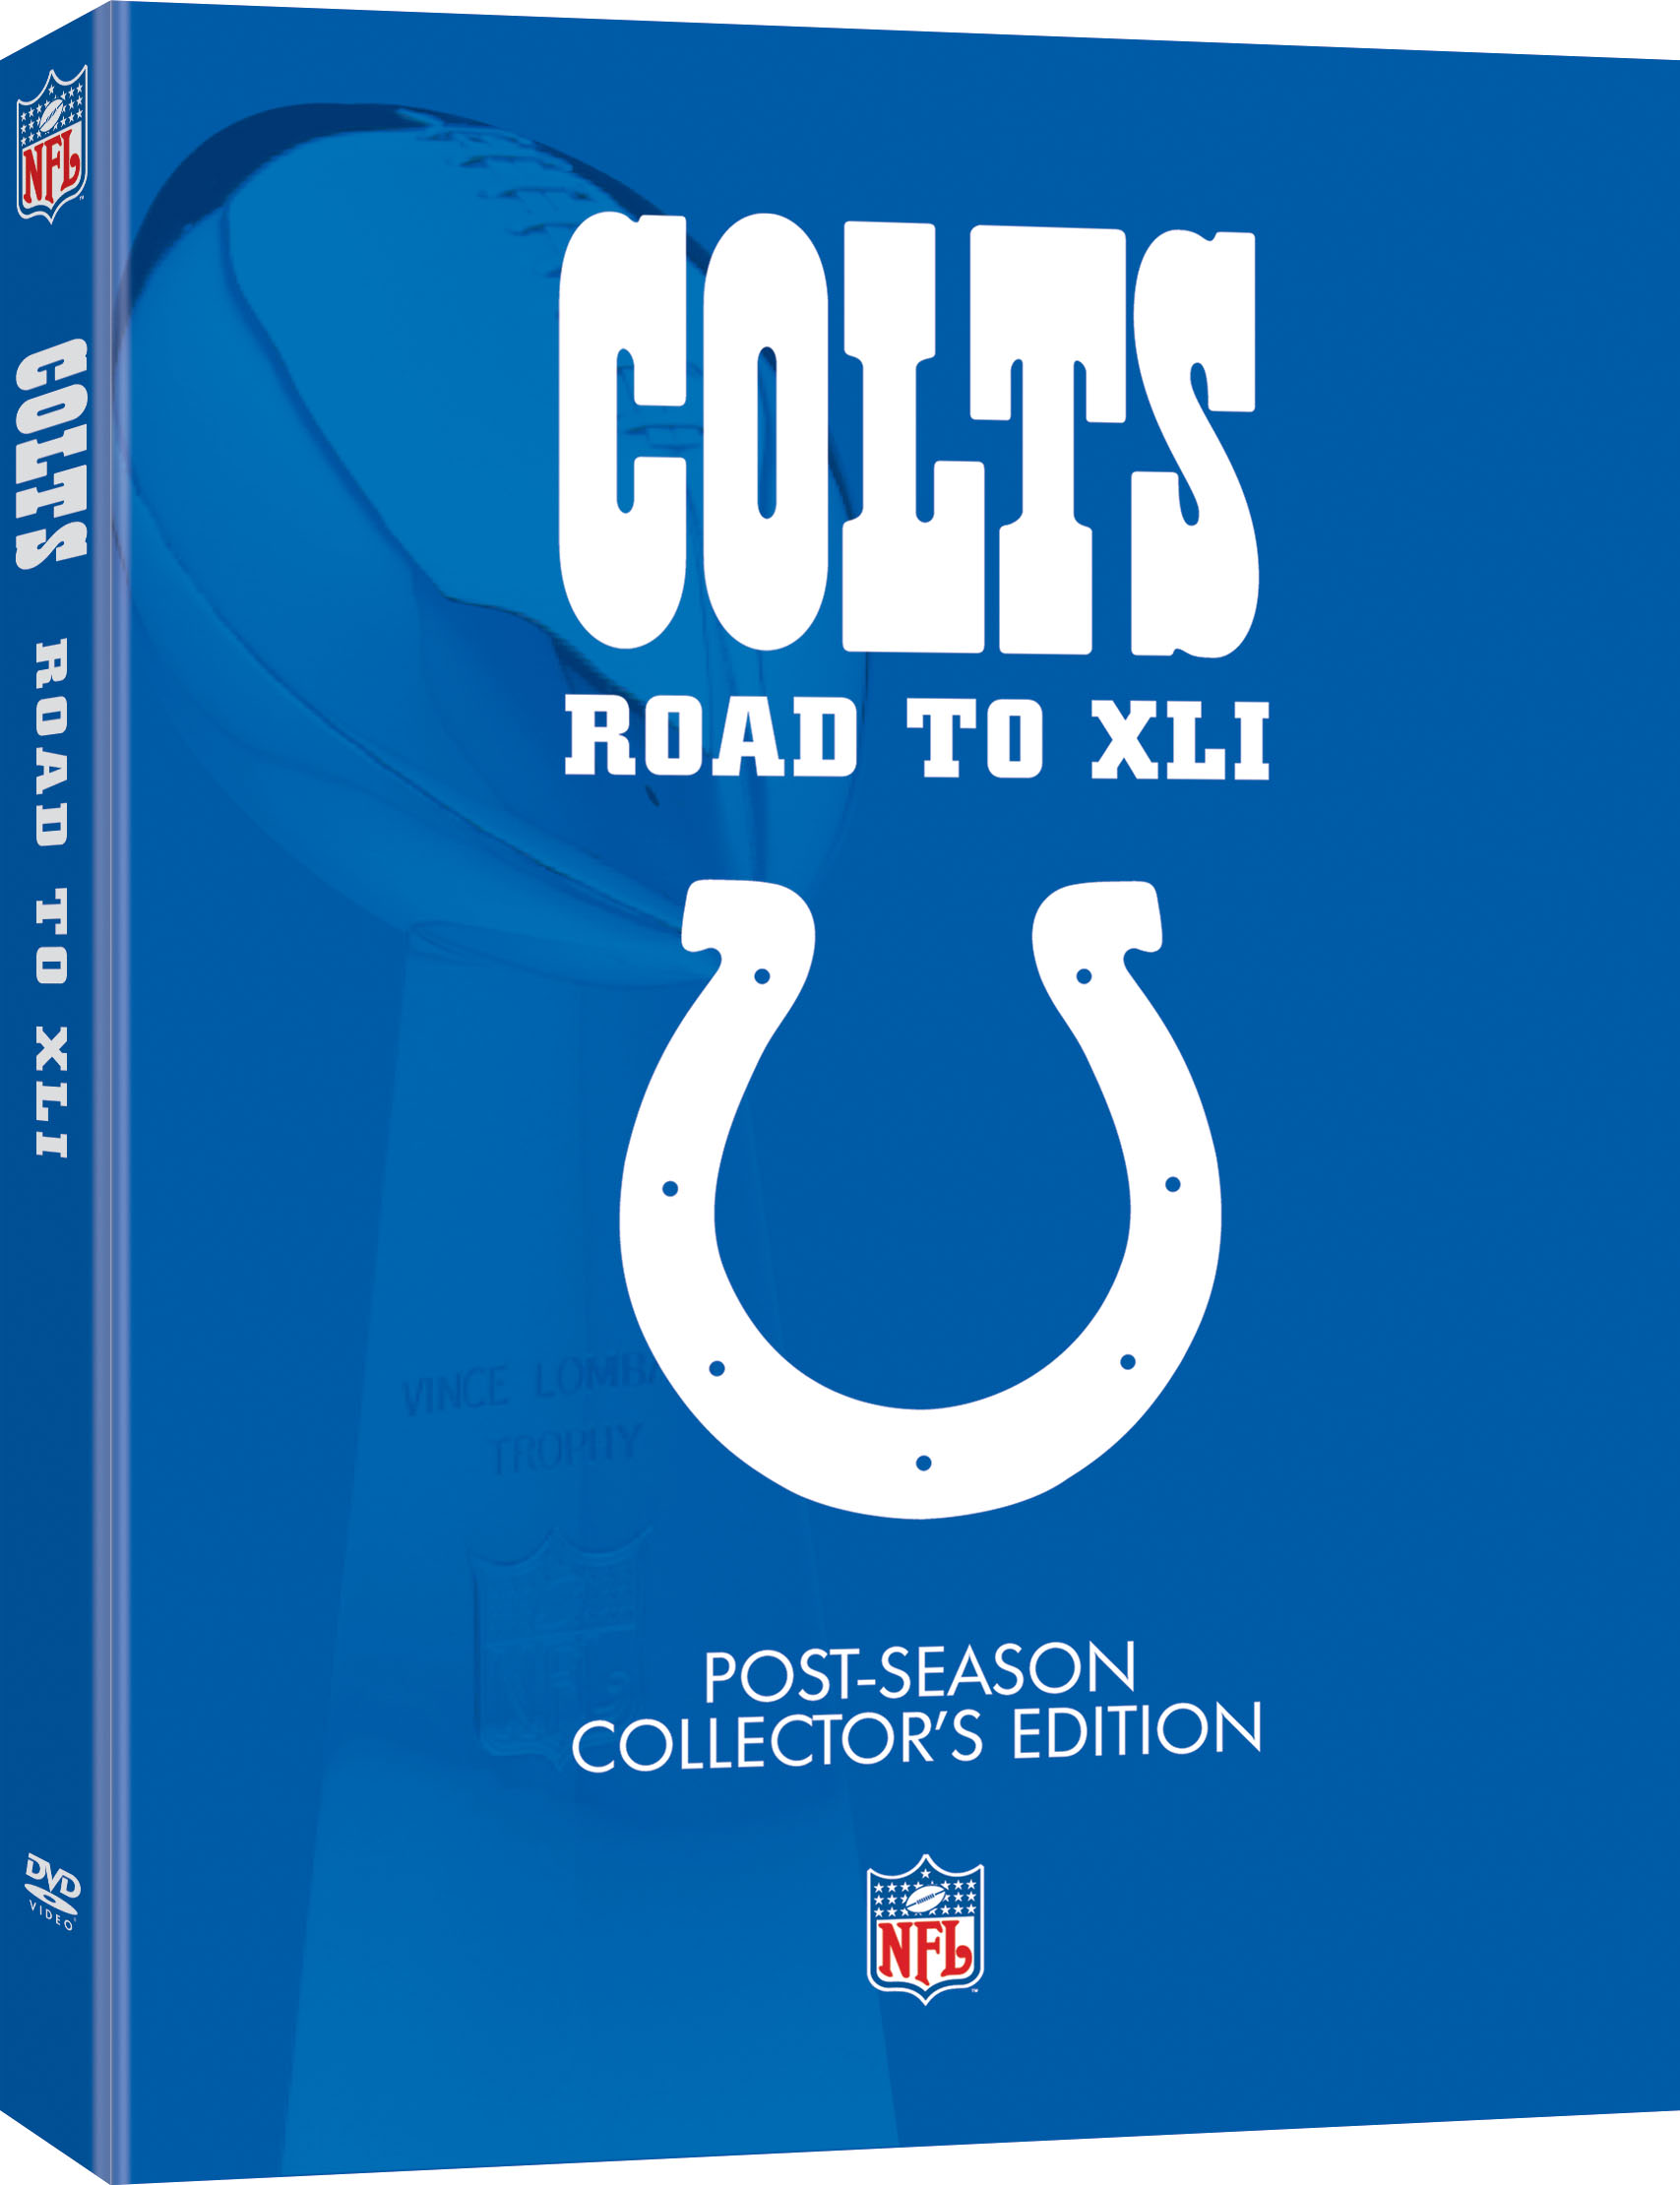 NFL
COLTS ROAD TO XLI
DVD
VIDEO
COLTS
ROAD TO XLI
VINCE
TROPHY
POST-SEASON
COLLECTOR'S EDITION
NFL